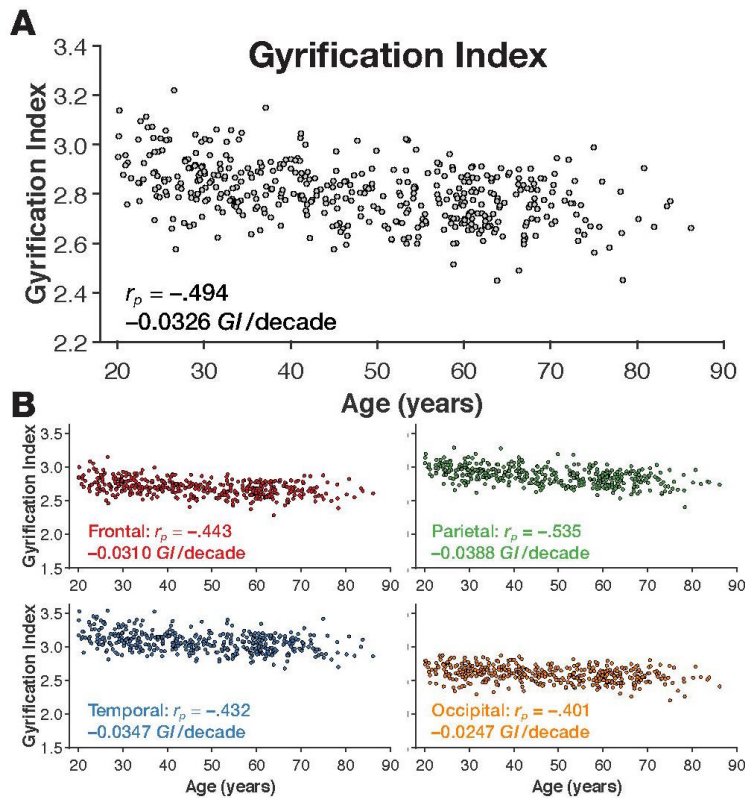 A
Gyrification Index
Gyrification Index
3.4
3.2
3.0
2.8
2.6
2.4
2.2
r_p = −.494
−0.0326 GI/decade
20 30 40 50 60 70 80 90
Age (years)
B
Gyrification Index
3.5
3.0
2.5
2.0
1.5
Frontal: r_p = −.443
−0.0310 GI/decade
20 30 40 50 60 70 80 90
Parietal: r_p = −.535
−0.0388 GI/decade
20 30 40 50 60 70 80 90
Gyrification Index
3.5
3.0
2.5
2.0
1.5
Temporal: r_p = −.432
−0.0347 GI/decade
20 30 40 50 60 70 80 90
Age (years)
Occipital: r_p = −.401
−0.0247 GI/decade
20 30 40 50 60 70 80 90
Age (years)